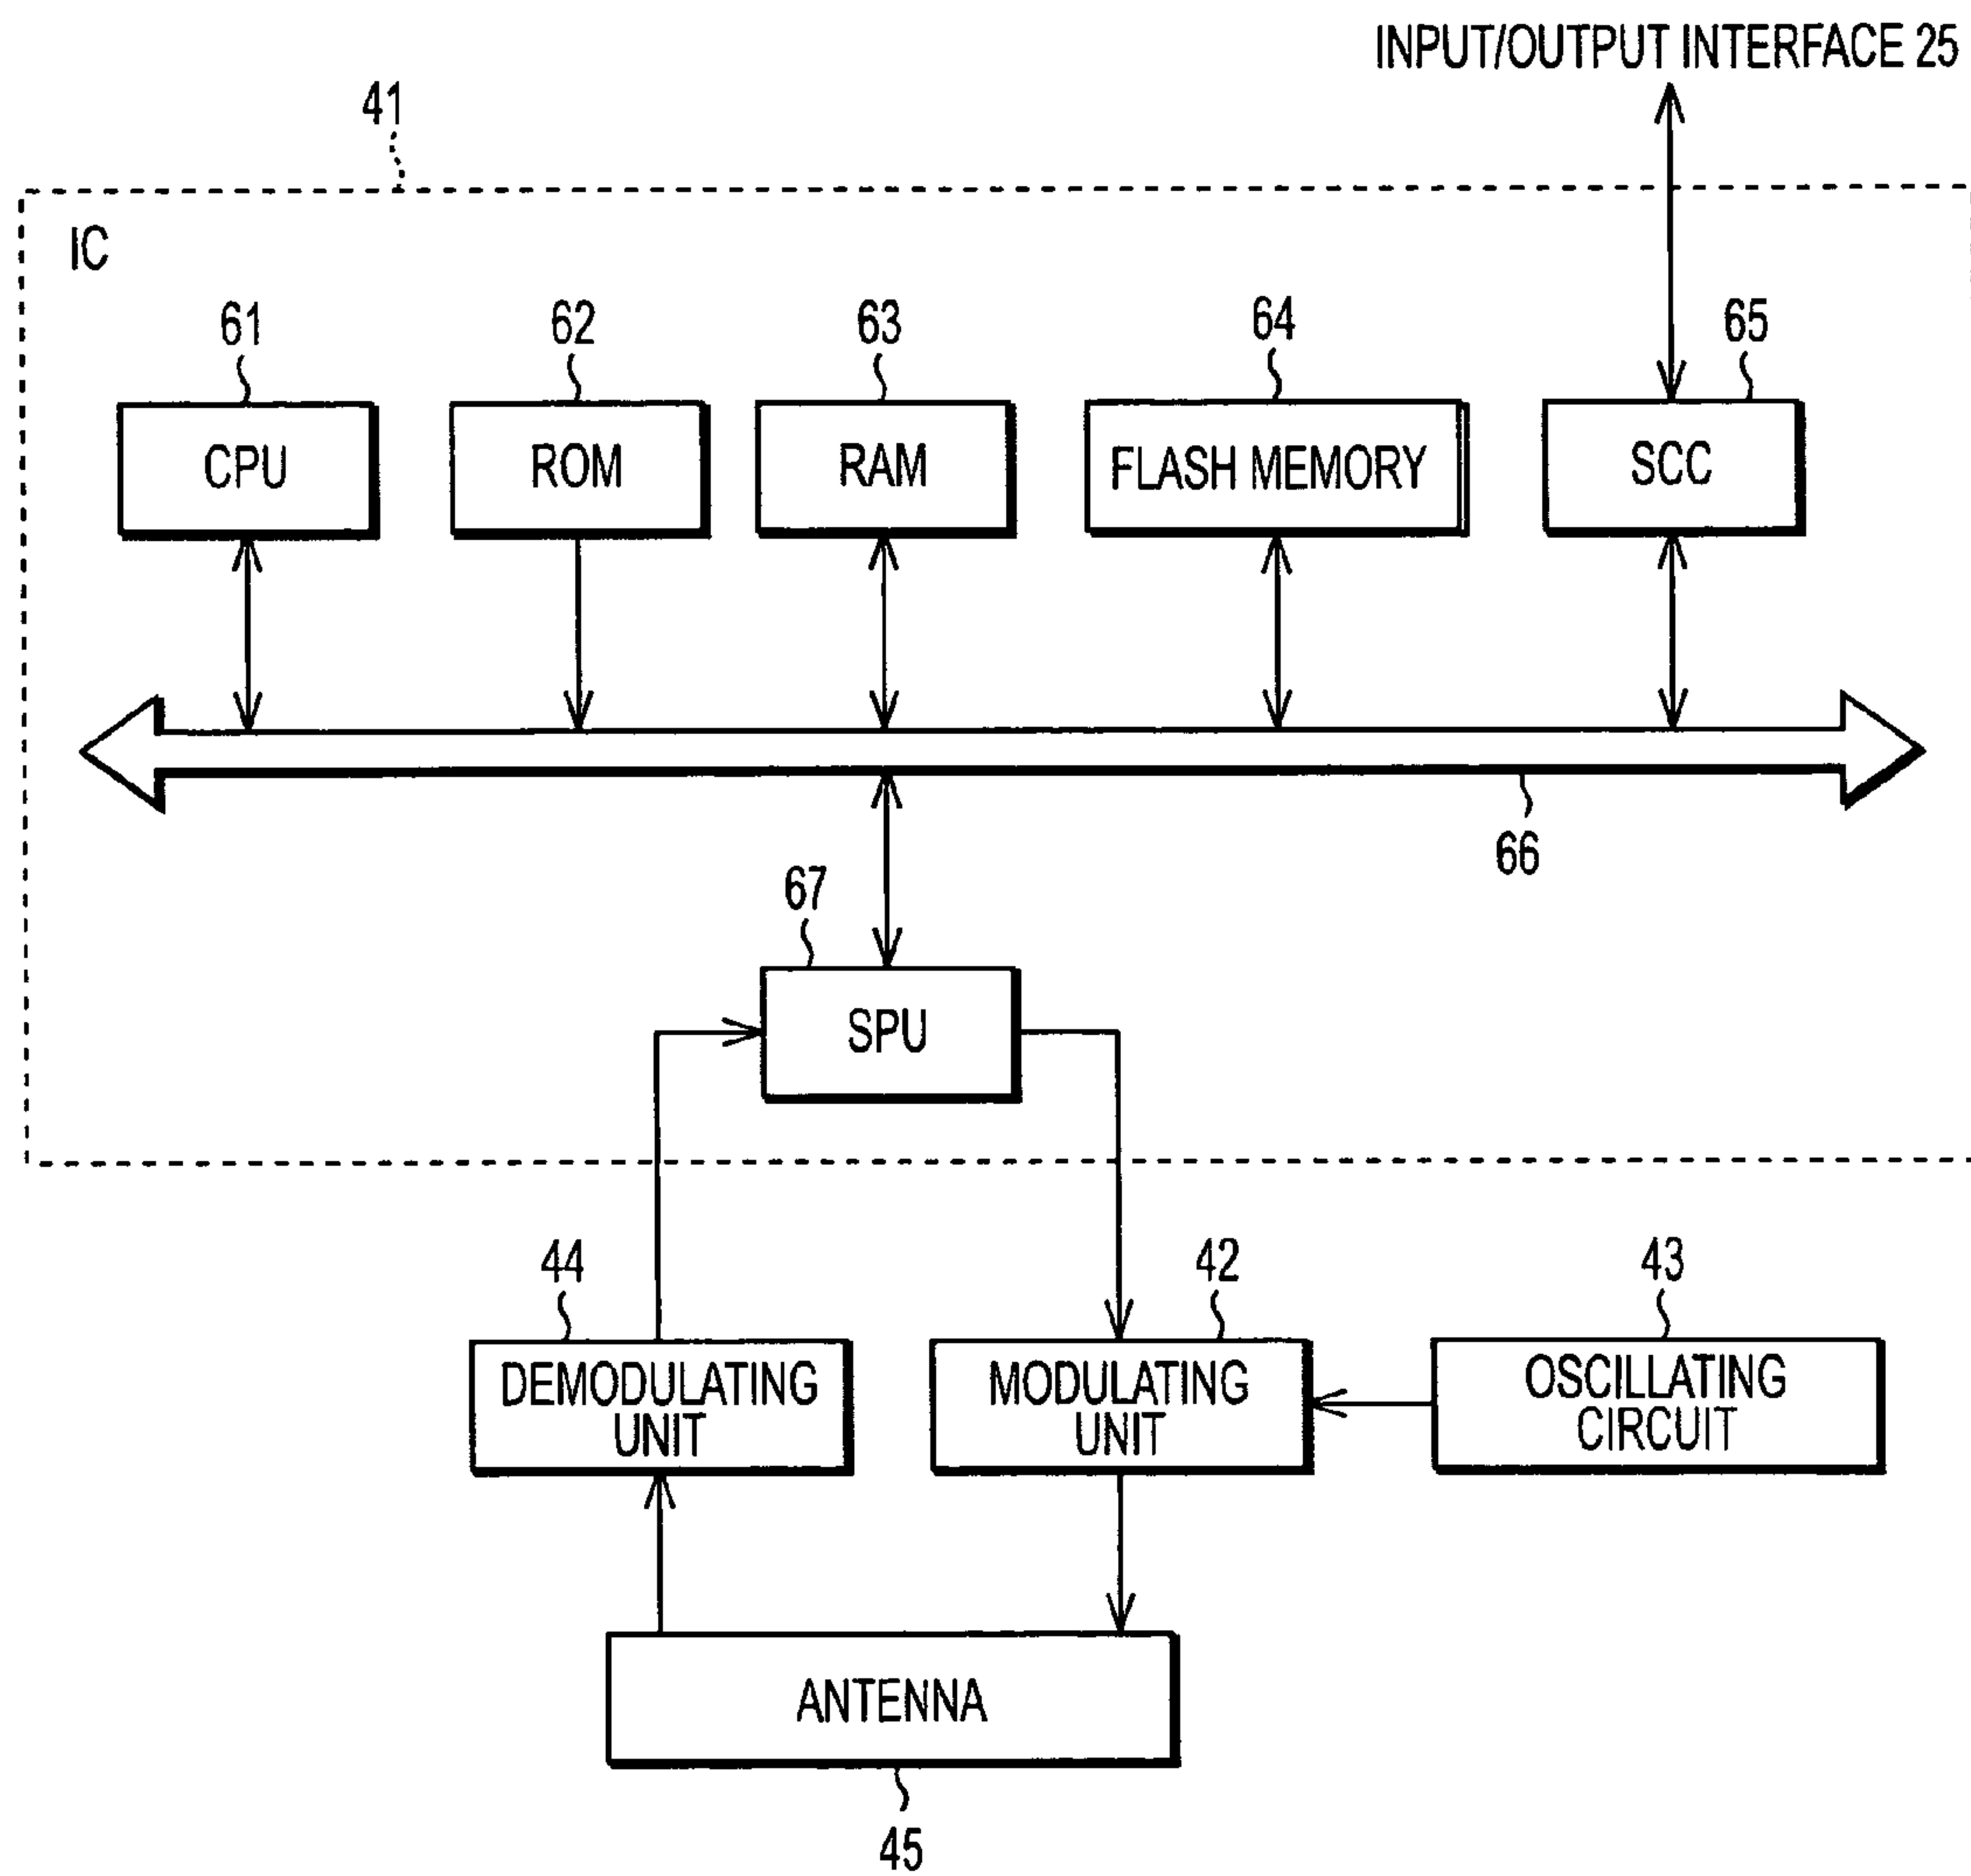 INPUT/OUTPUT INTERFACE 25
41
IC
61
62
63
64
65
CPU
ROM
RAM
FLASH MEMORY
SCC
66
67
SPU
44
42
43
DEMODULATING
UNIT
MODULATING
UNIT
OSCILLATING
CIRCUIT
ANTENNA
45